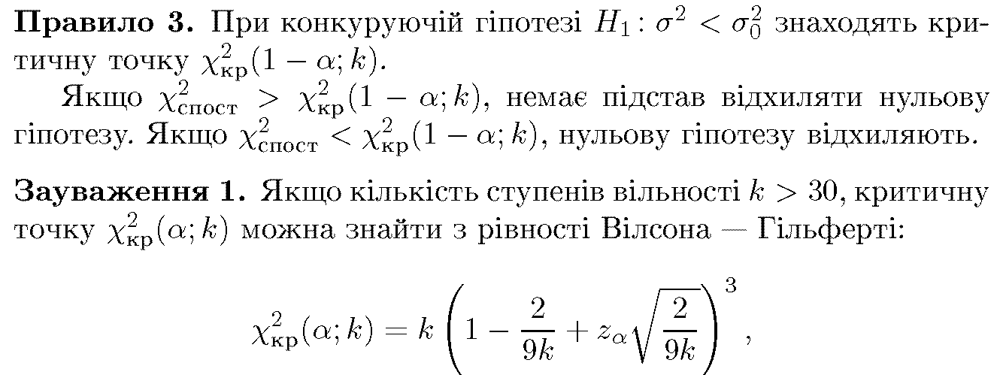 Правило 3. При конкуруючій гіпотезі $H_1\colon \sigma^2 < \sigma_0^2$ знаходять кри-
тичну точку $\chi^2_{\text{кр}}(1-\alpha;k)$.
Якщо $\chi^2_{\text{спост}} > \chi^2_{\text{кр}}(1-\alpha;k)$, немає підстав відхиляти нульову
гіпотезу. Якщо $\chi^2_{\text{спост}} < \chi^2_{\text{кр}}(1-\alpha;k)$, нульову гіпотезу відхиляють.
Зауваження 1. Якщо кількість ступенів вільності $k > 30$, критичну
точку $\chi^2_{\text{кр}}(\alpha;k)$ можна знайти з рівності Вілсона — Гільферті:
$\chi^2_{\text{кр}}(\alpha;k) = k\left(1 - \frac{2}{9k} + z_\alpha\sqrt{\frac{2}{9k}}\right)^3,$